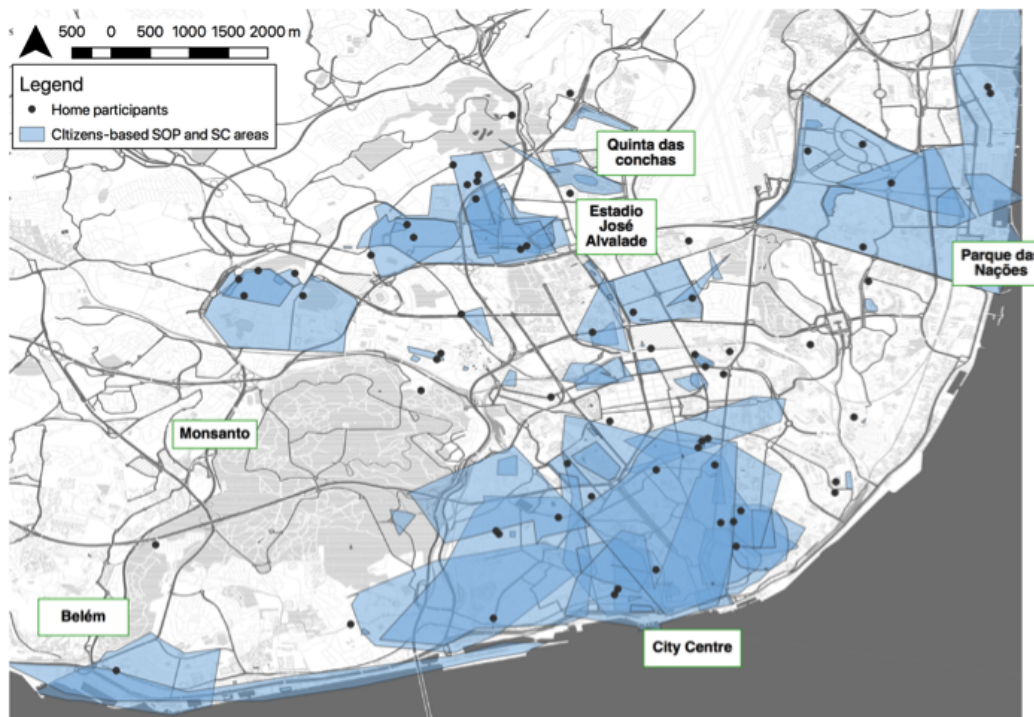 500 0 500 1000 1500 2000 m
Legend
Home participants
CItizens-based SOP and SC areas
Quinta das
conchas
Estadio
José
Alvalade
Parque das
Nações
Monsanto
Belém
City Centre